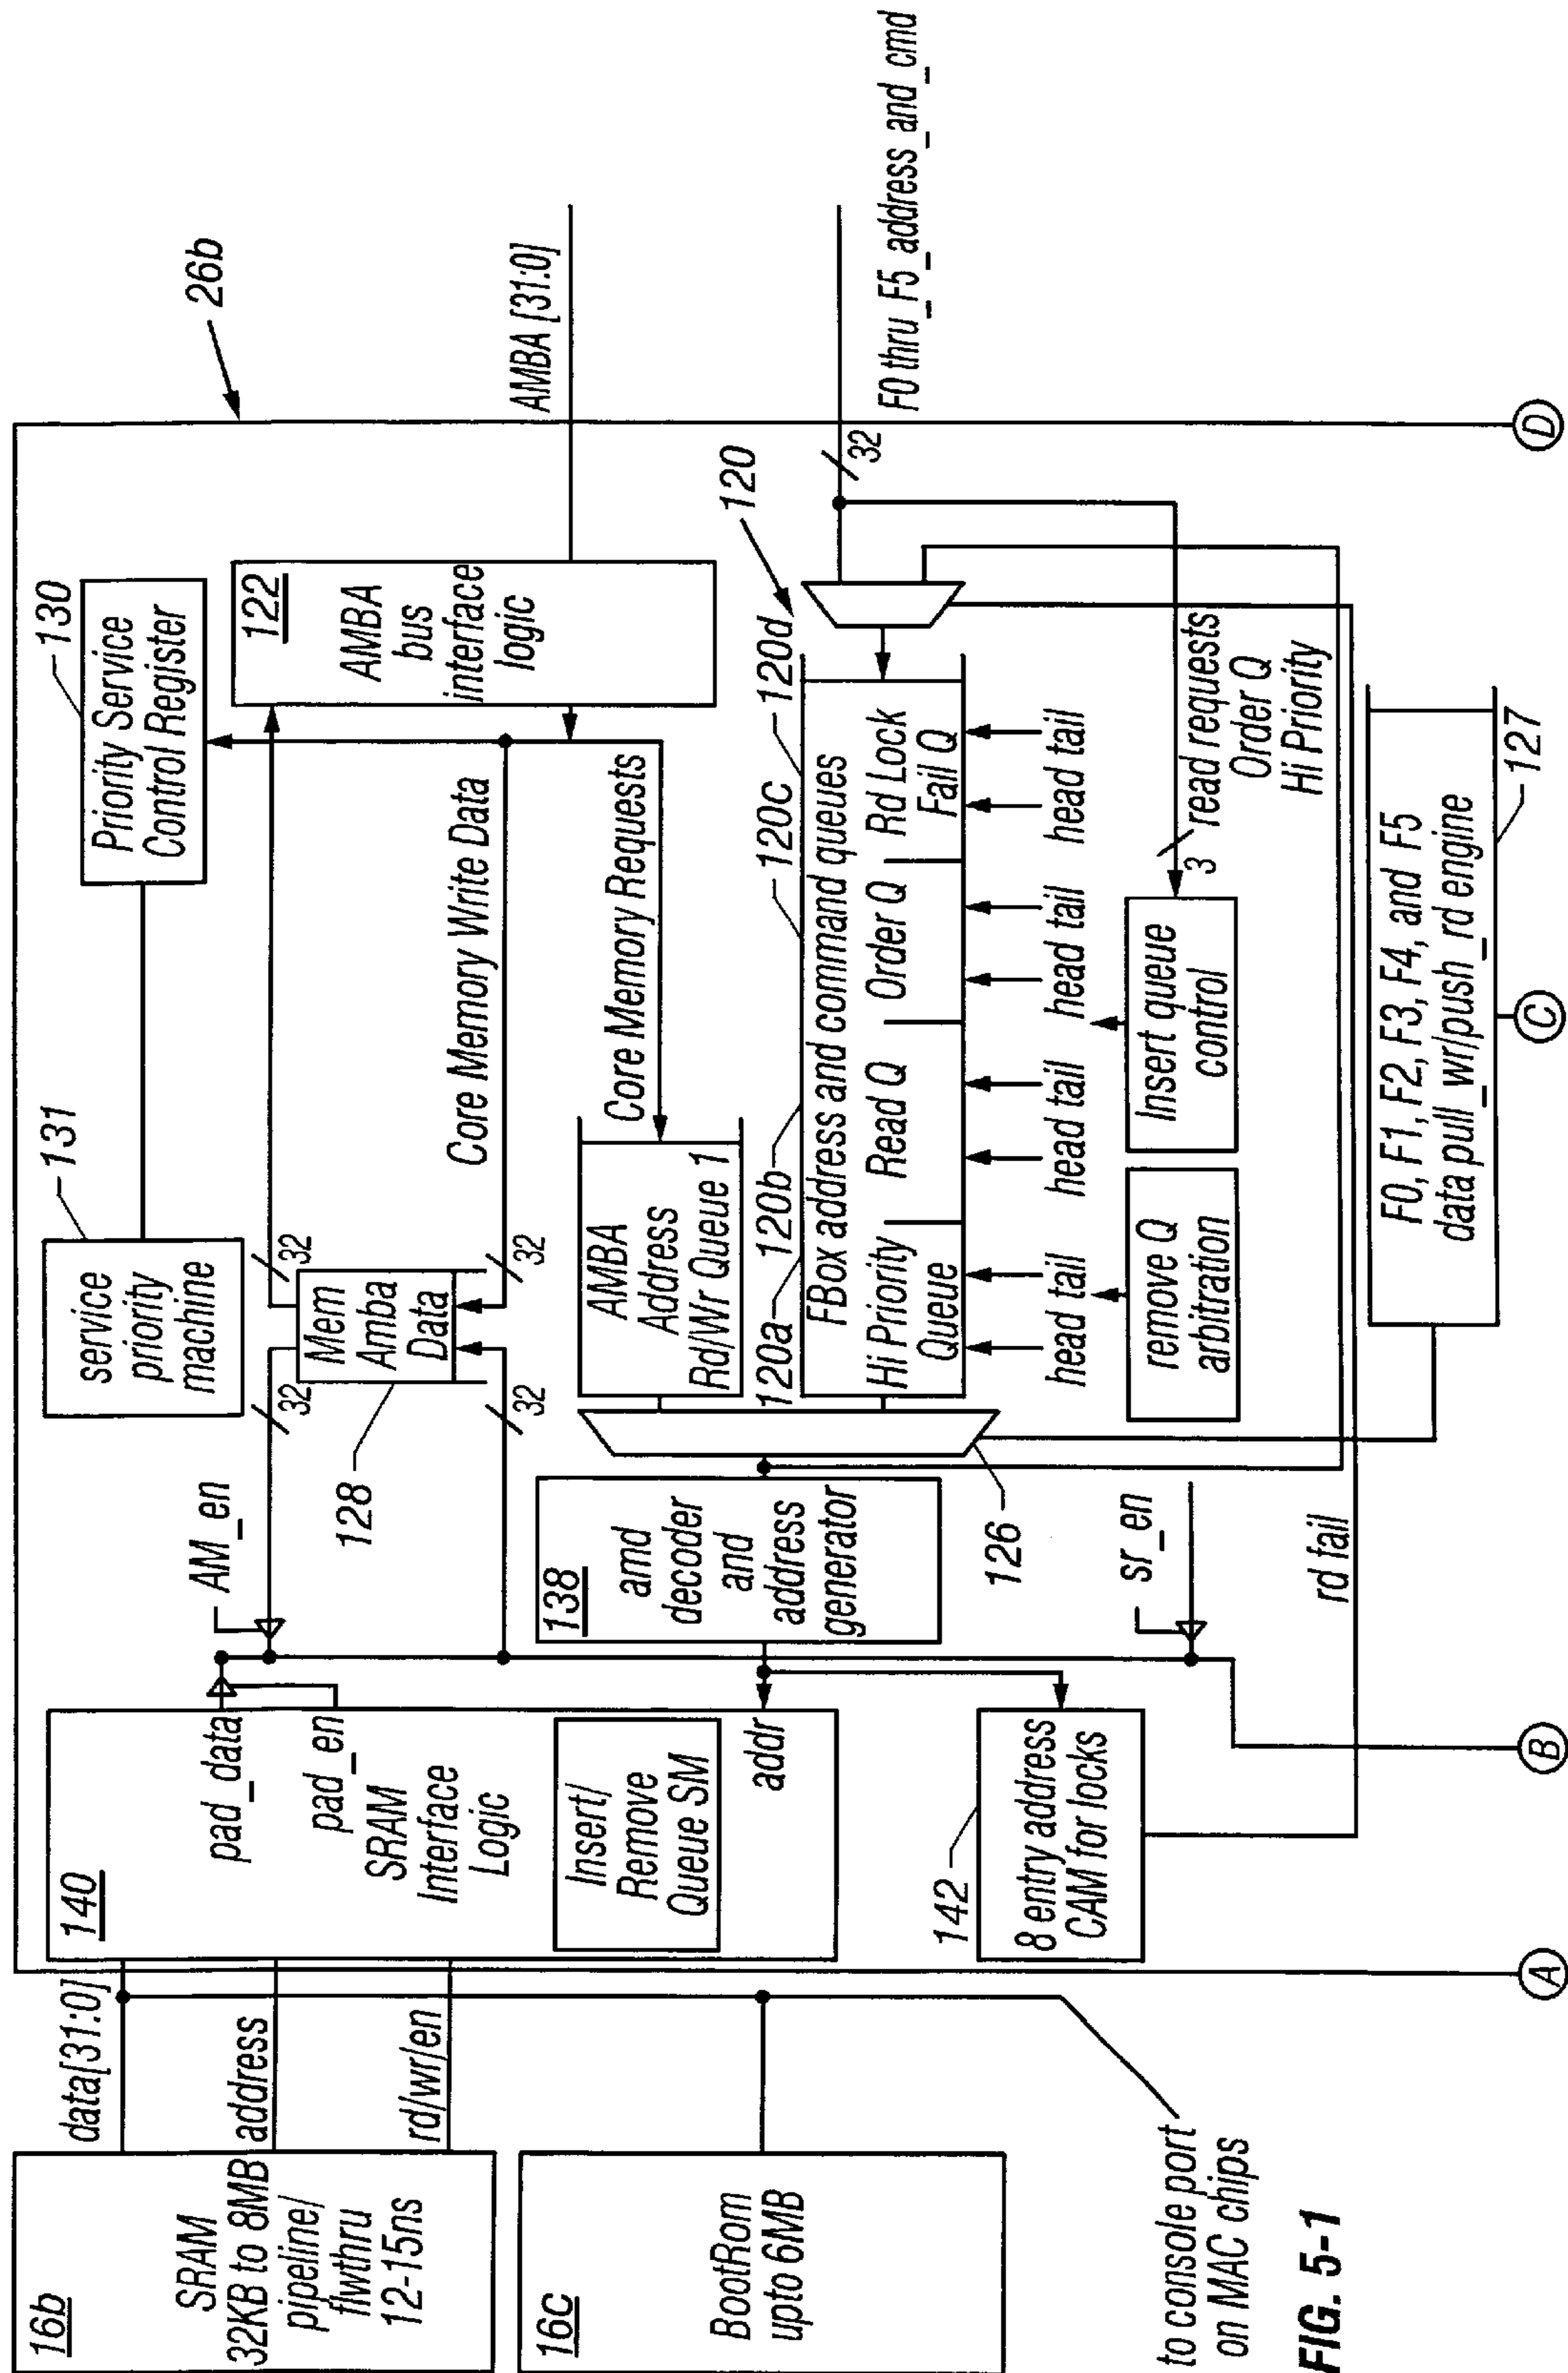 16b
SRAM
32KB to 8MB
pipeline/
flwthru
12-15ns
data[31:0]
address
rd/wr/en
16c
BootRom
upto 6MB
to console port
on MAC chips
140
pad_data
pad_en
SRAM
Interface
Logic
Insert/
Remove
Queue SM
addr
142
8 entry address
CAM for locks
AM_en
sr_en
rd fail
138
amd
decoder
and
address
generator
126
128
Mem
Amba
Data
32
32
32
32
131
service
priority
machine
130
Priority Service
Control Register
122
AMBA
bus
interface
logic
Core Memory Write Data
Core Memory Requests
AMBA
Address
Rd/Wr Queue 1
26b
AMBA [31:0]
F0 thru_F5_address_and_cmd
32
120
120a
120b
120c
120d
FBox address and command queues
Hi Priority
Queue
Read Q
Order Q
Rd Lock
Fail Q
head tail
head tail
head tail
head tail
remove Q
arbitration
Insert queue
control
3
read requests
Order Q
Hi Priority
F0, F1, F2, F3, F4, and F5
data pull_wr/push_rd engine
127
A
B
C
D
FIG. 5-1